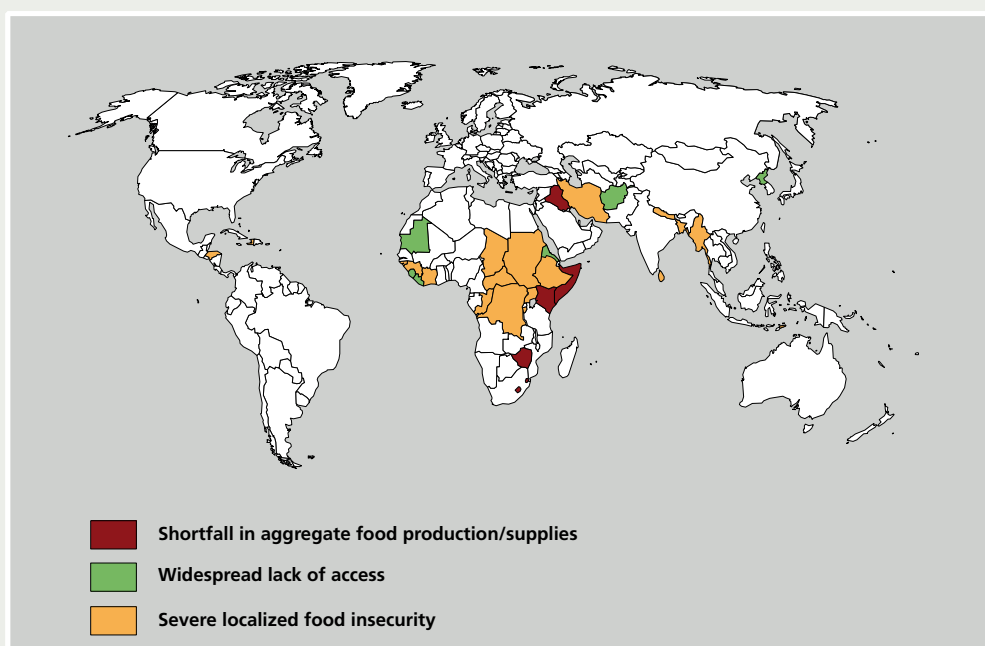 Shortfall in aggregate food production/supplies
Widespread lack of access
Severe localized food insecurity